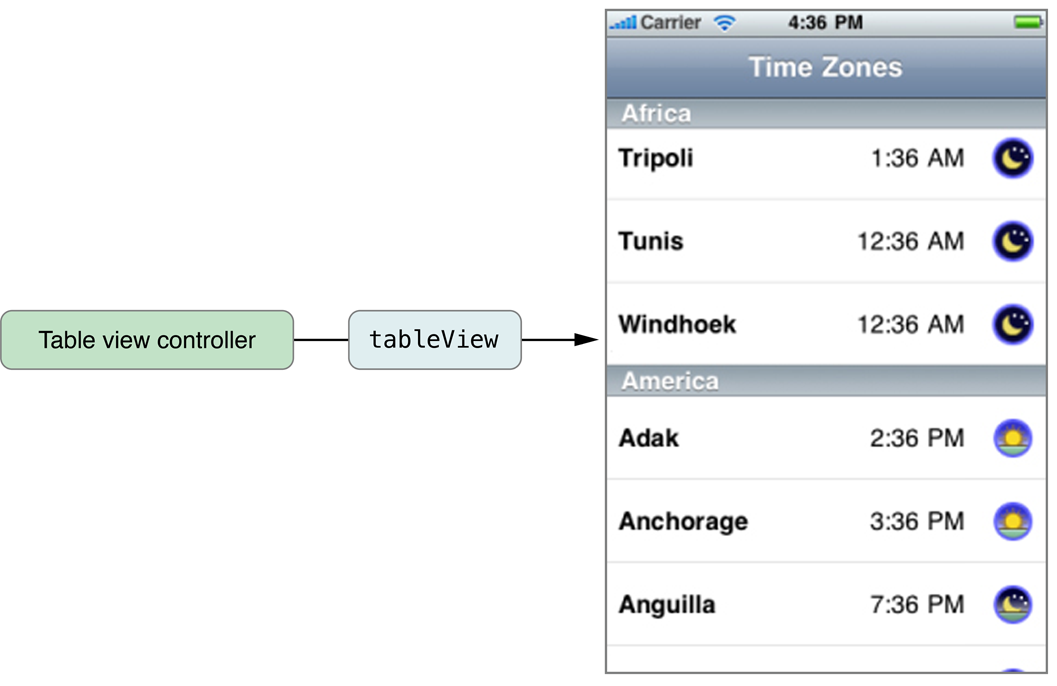 Table view controller
tableView
Carrier 4:36 PM
Time Zones
Africa
Tripoli 1:36 AM
Tunis 12:36 AM
Windhoek 12:36 AM
America
Adak 2:36 PM
Anchorage 3:36 PM
Anguilla 7:36 PM